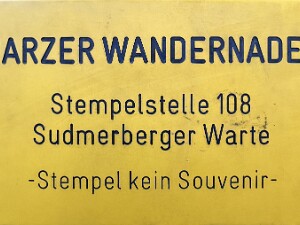 ARZER WANDERNADE
Stempelstelle 108
Sudmerberger Warte
-Stempel kein Souvenir-